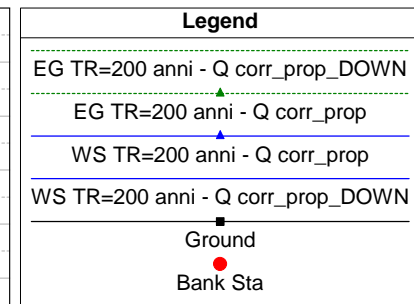 Legend
EG TR=200 anni - Q corr_prop_DOWN
EG TR=200 anni - Q corr_prop
WS TR=200 anni - Q corr_prop
WS TR=200 anni - Q corr_prop_DOWN
Ground
Bank Sta